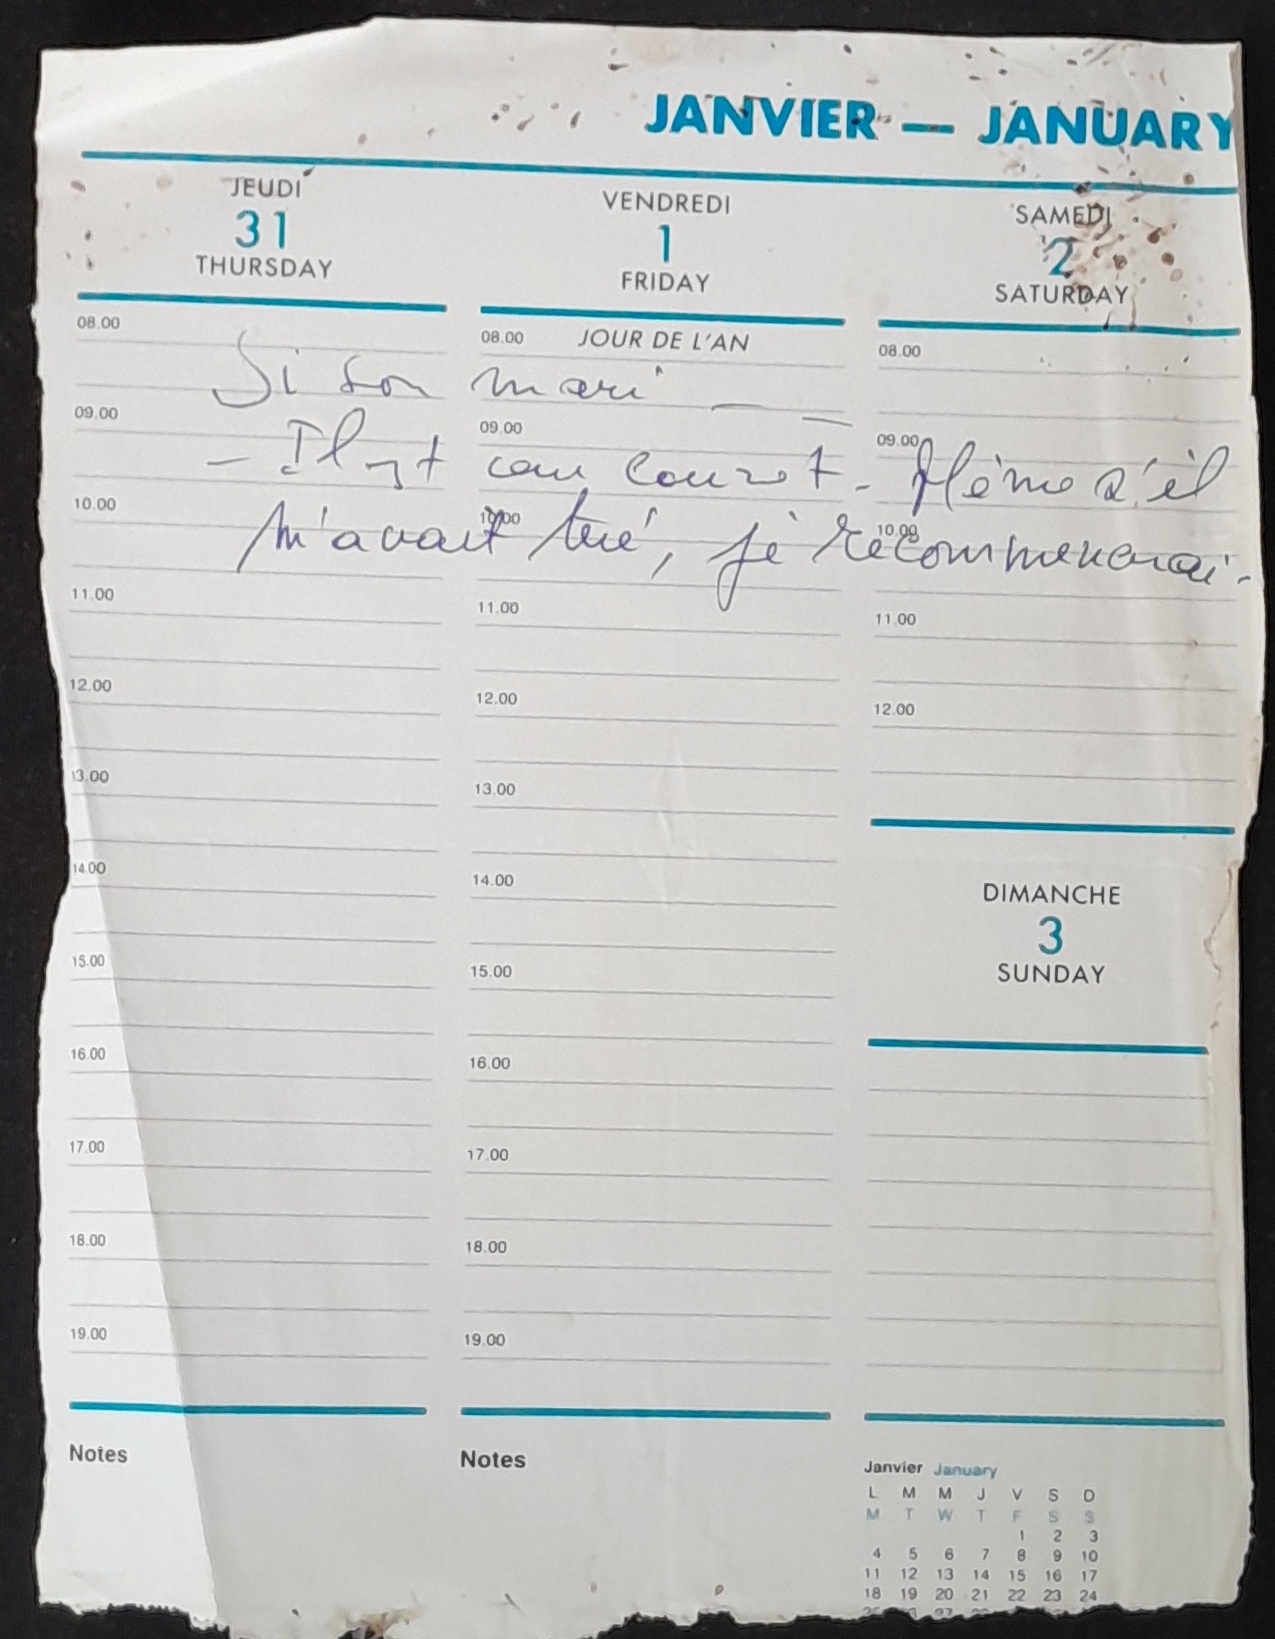 JANVIER — JANUARY
JEUDI
31
THURSDAY
VENDREDI
1
FRIDAY
SAMEDI
2
SATURDAY
08.00
08.00 JOUR DE L'AN
08.00
Si son mari _ _
09.00
09.00
09.00
- Il est au courot. Même s'il
10.00
10.00
10.00
m'avait tué, je recommencerai.
11.00
11.00
11.00
12.00
12.00
12.00
13.00
13.00
14.00
14.00
DIMANCHE
3
SUNDAY
15.00
15.00
16.00
16.00
17.00
17.00
18.00
18.00
19.00
19.00
Notes
Notes
Janvier January
L M M J V S D
M T W T F S S
1 2 3
4 5 6 7 8 9 10
11 12 13 14 15 16 17
18 19 20 21 22 23 24